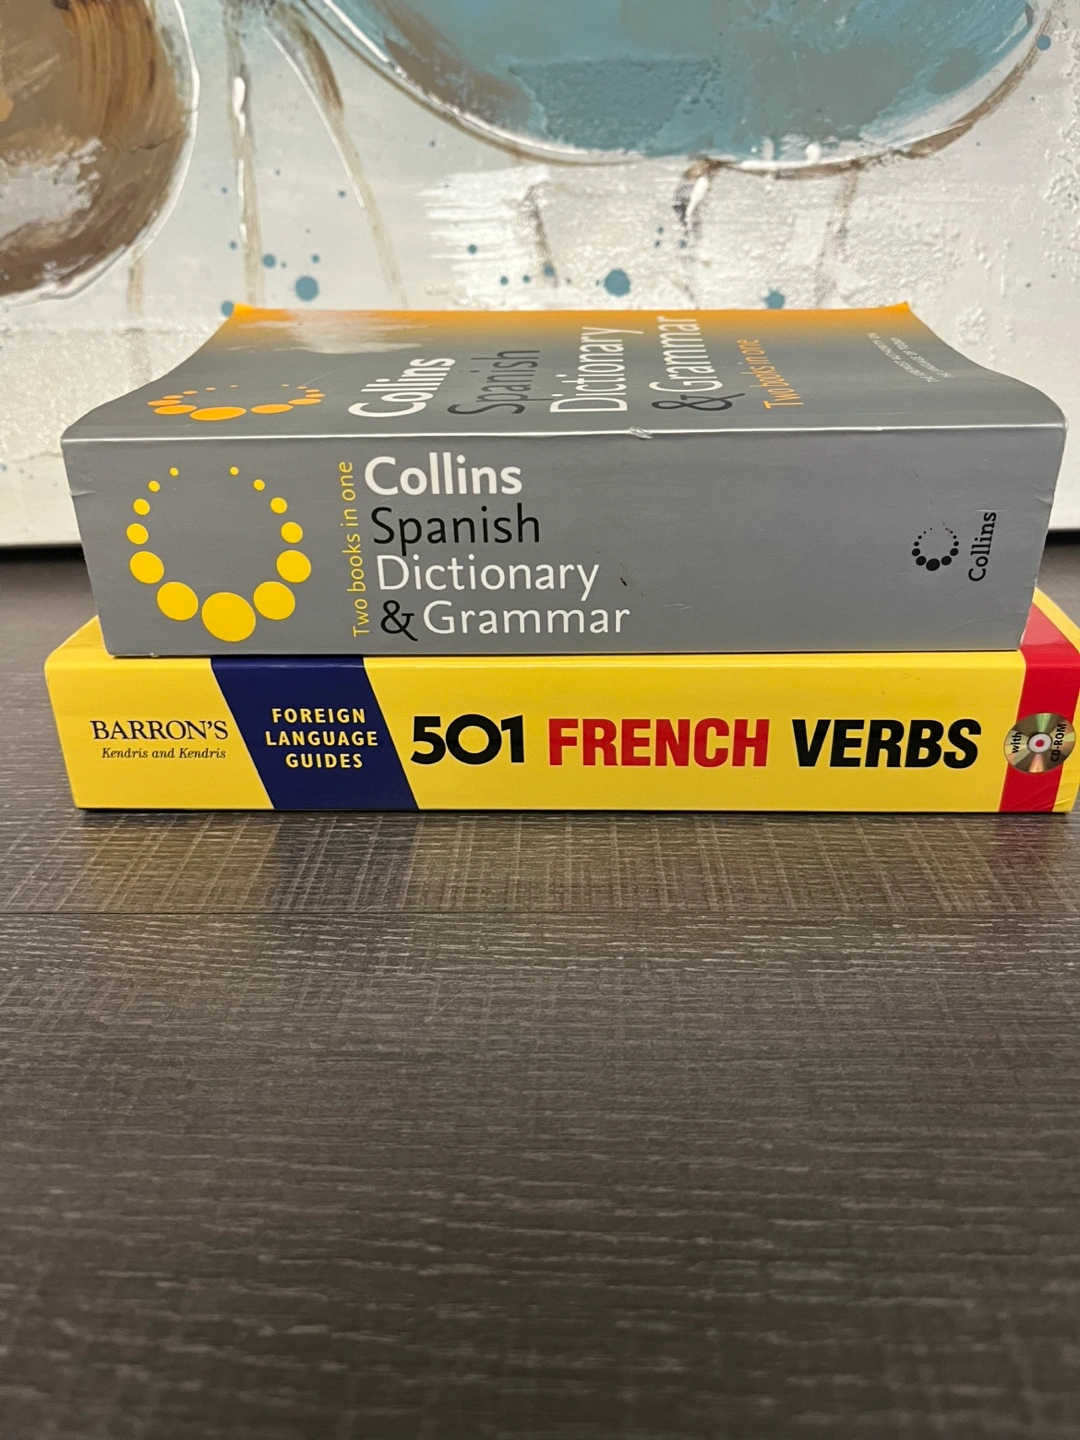 Collins
Spanish
Dictionary
& Grammar
Two books in one
Two books in one
Collins
Spanish
Dictionary
& Grammar
Collins
BARRON'S
Kendris and Kendris
FOREIGN
LANGUAGE
GUIDES
501 FRENCH VERBS
with
CD-ROM